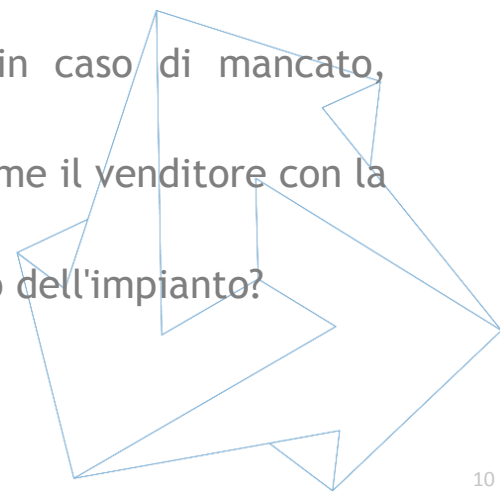 in caso di mancato,
me il venditore con la
dell'impianto?
10